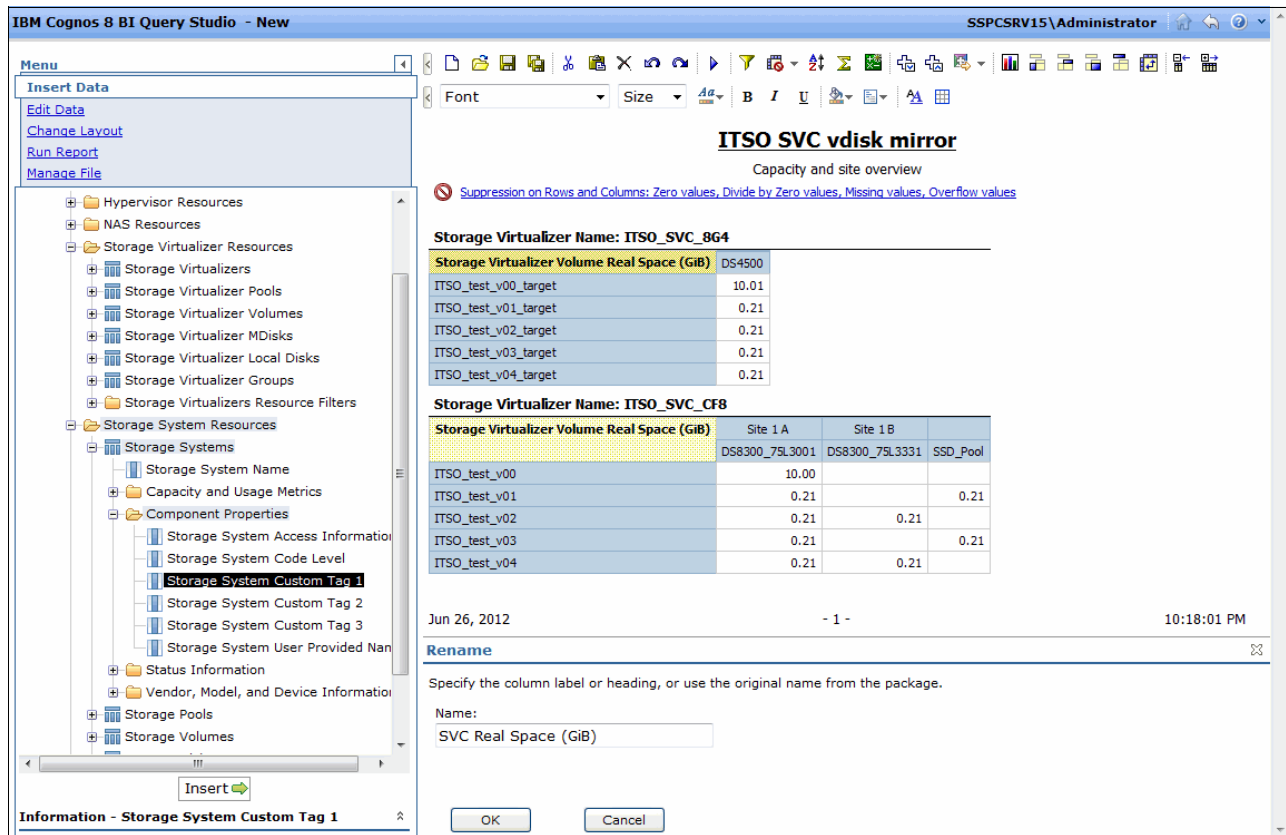 IBM Cognos 8 BI Query Studio - New
SSPCSRV15\Administrator
Menu
Insert Data
Edit Data
Change Layout
Run Report
Manage File
Hypervisor Resources
NAS Resources
Storage Virtualizer Resources
Storage Virtualizers
Storage Virtualizer Pools
Storage Virtualizer Volumes
Storage Virtualizer MDisks
Storage Virtualizer Local Disks
Storage Virtualizer Groups
Storage Virtualizers Resource Filters
Storage System Resources
Storage Systems
Storage System Name
Capacity and Usage Metrics
Component Properties
Storage System Access Information
Storage System Code Level
Storage System Custom Tag 1
Storage System Custom Tag 2
Storage System Custom Tag 3
Storage System User Provided Nan
Status Information
Vendor, Model, and Device Information
Storage Pools
Storage Volumes
Insert
Information - Storage System Custom Tag 1
Font Size B I U
ITSO SVC vdisk mirror
Capacity and site overview
Suppression on Rows and Columns: Zero values, Divide by Zero values, Missing values, Overflow values
Storage Virtualizer Name: ITSO_SVC_8G4
Storage Virtualizer Volume Real Space (GiB) DS4500
ITSO_test_v00_target 10.01
ITSO_test_v01_target 0.21
ITSO_test_v02_target 0.21
ITSO_test_v03_target 0.21
ITSO_test_v04_target 0.21
Storage Virtualizer Name: ITSO_SVC_CF8
Storage Virtualizer Volume Real Space (GiB) Site 1 A Site 1 B
DS8300_75L3001 DS8300_75L3331 SSD_Pool
ITSO_test_v00 10.00
ITSO_test_v01 0.21 0.21
ITSO_test_v02 0.21 0.21
ITSO_test_v03 0.21 0.21
ITSO_test_v04 0.21 0.21
Jun 26, 2012 - 1 - 10:18:01 PM
Rename
Specify the column label or heading, or use the original name from the package.
Name:
SVC Real Space (GiB)
OK Cancel